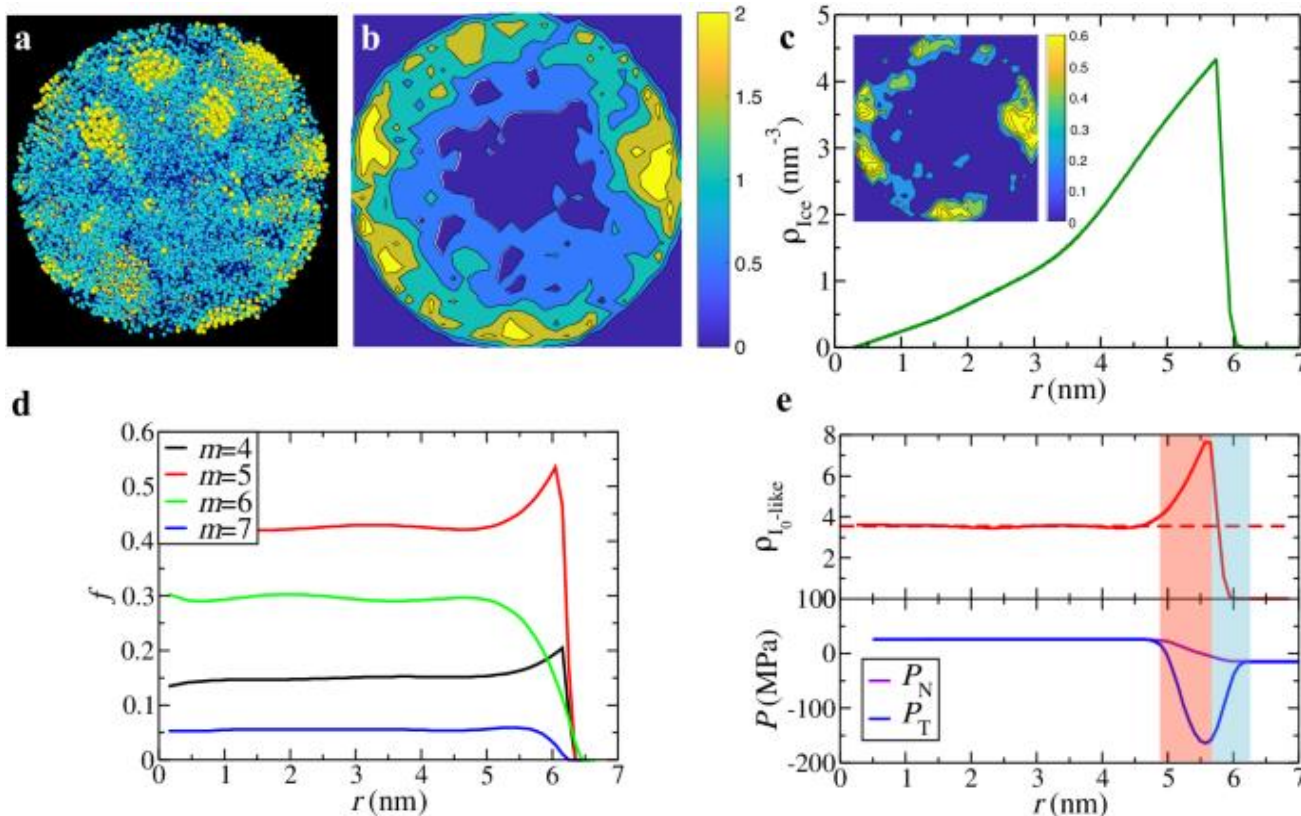 a
b
2
1.5
1
0.5
0
c
5
4
3
2
1
0
ρIce (nm-3)
0.6
0.5
0.4
0.3
0.2
0.1
0
0 1 2 3 4 5 6 7
r (nm)
d
0.6
0.5
0.4
0.3
0.2
0.1
0
f
m=4
m=5
m=6
m=7
0 1 2 3 4 5 6 7
r (nm)
e
8
6
4
2
0
ρI0-like
100
0
-100
-200
P (MPa)
PN
PT
0 1 2 3 4 5 6 7
r (nm)